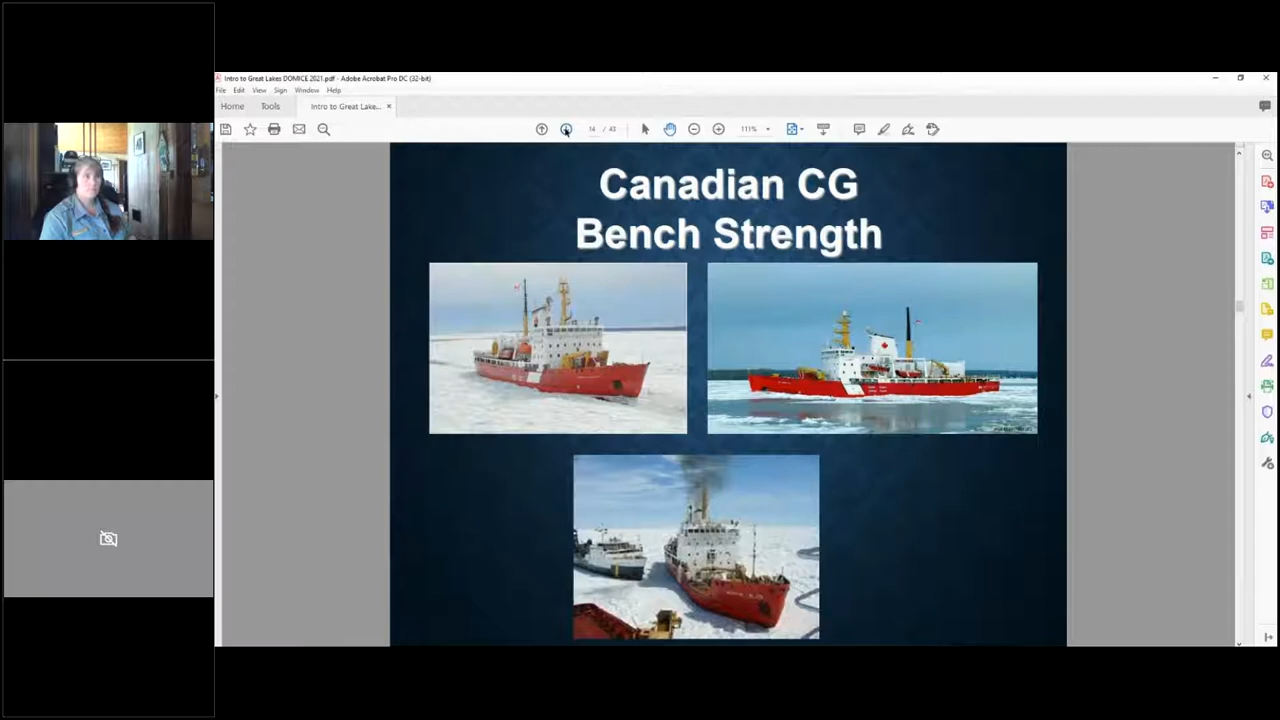 Intro to Great Lakes DOMICE 2021.pdf - Adobe Acrobat Pro DC (32-bit)
File Edit View Sign Window Help
Home Tools Intro to Great Lake...
14 / 43 111%
Canadian CG
Bench Strength